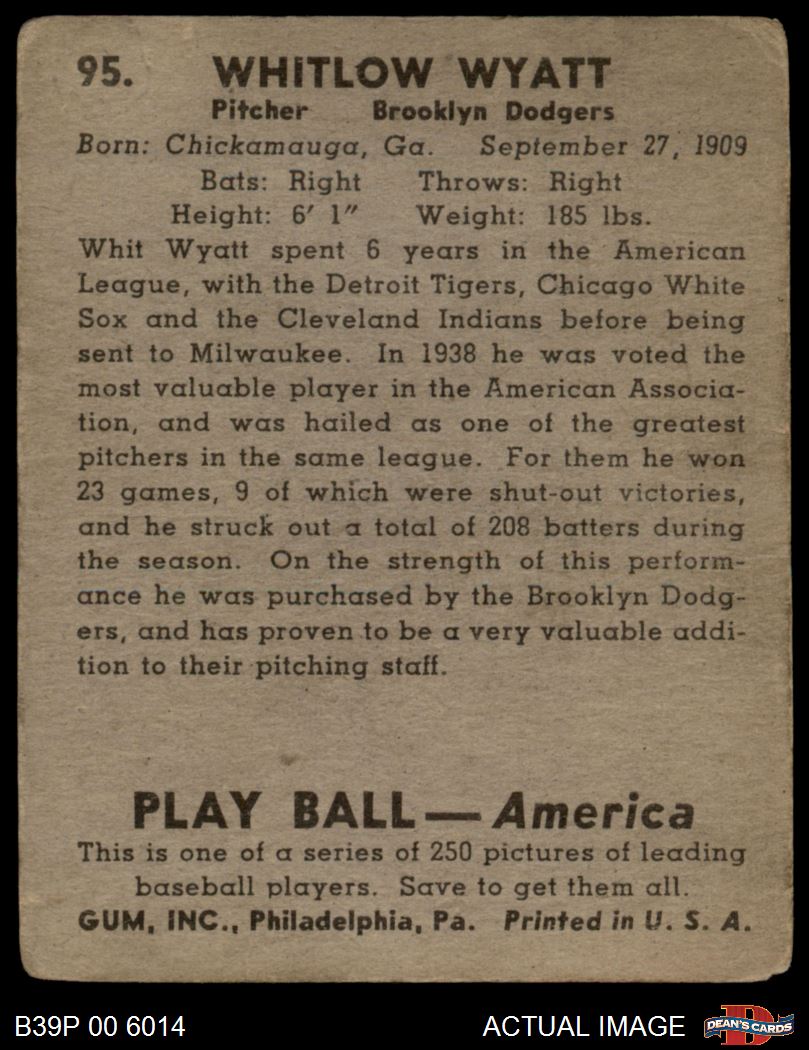 95. WHITLOW WYATT
Pitcher Brooklyn Dodgers
Born: Chickamauga, Ga. September 27, 1909
Bats: Right Throws: Right
Height: 6' 1" Weight: 185 lbs.
Whit Wyatt spent 6 years in the American
League, with the Detroit Tigers, Chicago White
Sox and the Cleveland Indians before being
sent to Milwaukee. In 1938 he was voted the
most valuable player in the American Associa-
tion, and was hailed as one of the greatest
pitchers in the same league. For them he won
23 games, 9 of which were shut-out victories,
and he struck out a total of 208 batters during
the season. On the strength of this perform-
ance he was purchased by the Brooklyn Dodg-
ers, and has proven to be a very valuable addi-
tion to their pitching staff.
PLAY BALL—America
This is one of a series of 250 pictures of leading
baseball players. Save to get them all.
GUM, INC., Philadelphia, Pa. Printed in U. S. A.
B39P 00 6014 ACTUAL IMAGE D DEAN'S CARDS